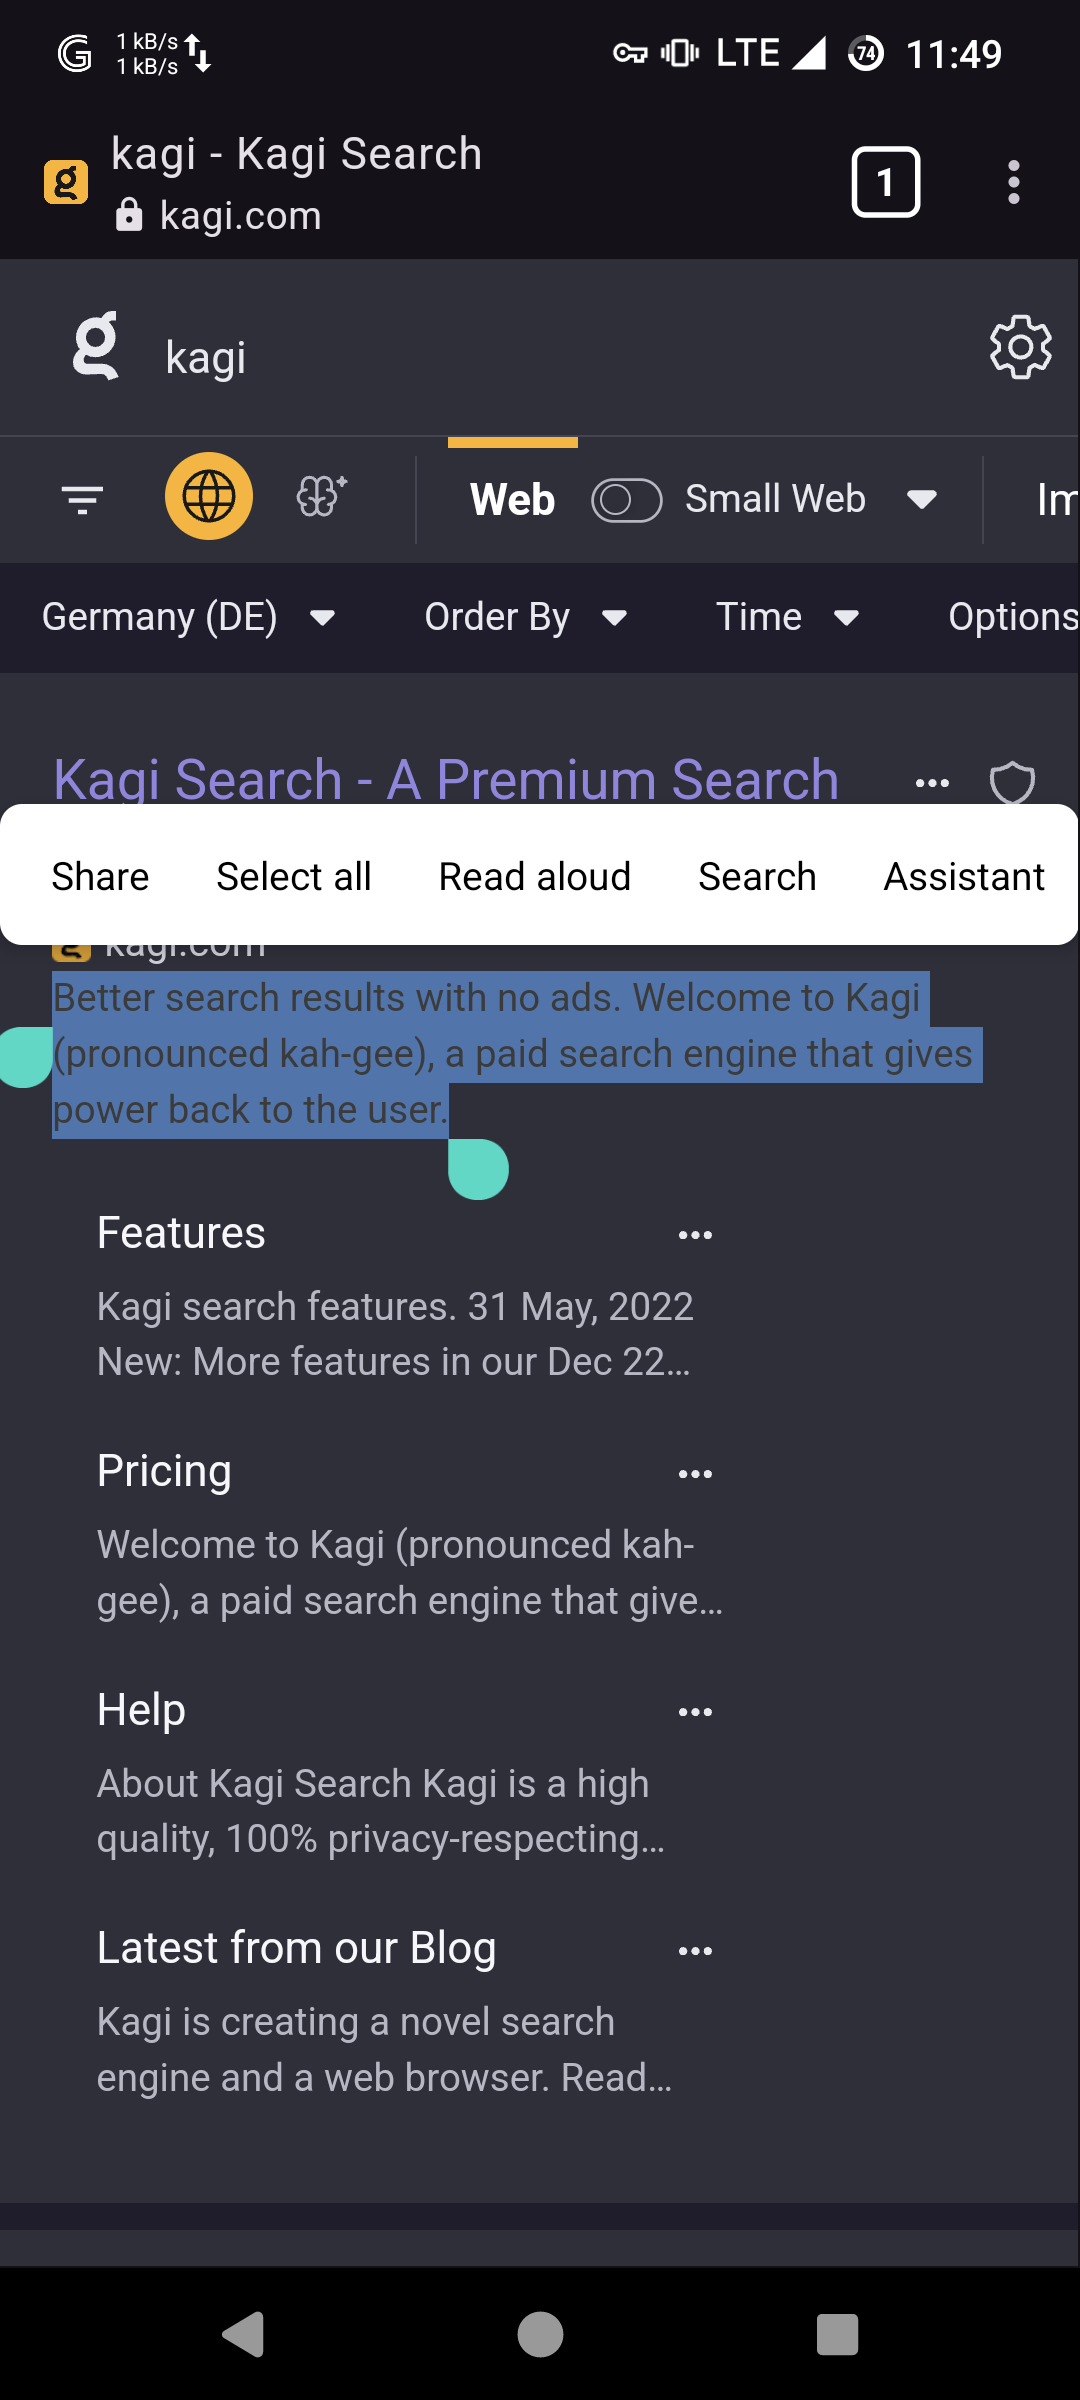 1 kB/s
1 kB/s
LTE
74
11:49
kagi - Kagi Search
kagi.com
1
kagi
Web
Small Web
Im
Germany (DE)
Order By
Time
Options
Kagi Search - A Premium Search
Share
Select all
Read aloud
Search
Assistant
kagi.com
Better search results with no ads. Welcome to Kagi
(pronounced kah-gee), a paid search engine that gives
power back to the user.
Features
Kagi search features. 31 May, 2022
New: More features in our Dec 22…
Pricing
Welcome to Kagi (pronounced kah-
gee), a paid search engine that give…
Help
About Kagi Search Kagi is a high
quality, 100% privacy-respecting…
Latest from our Blog
Kagi is creating a novel search
engine and a web browser. Read…